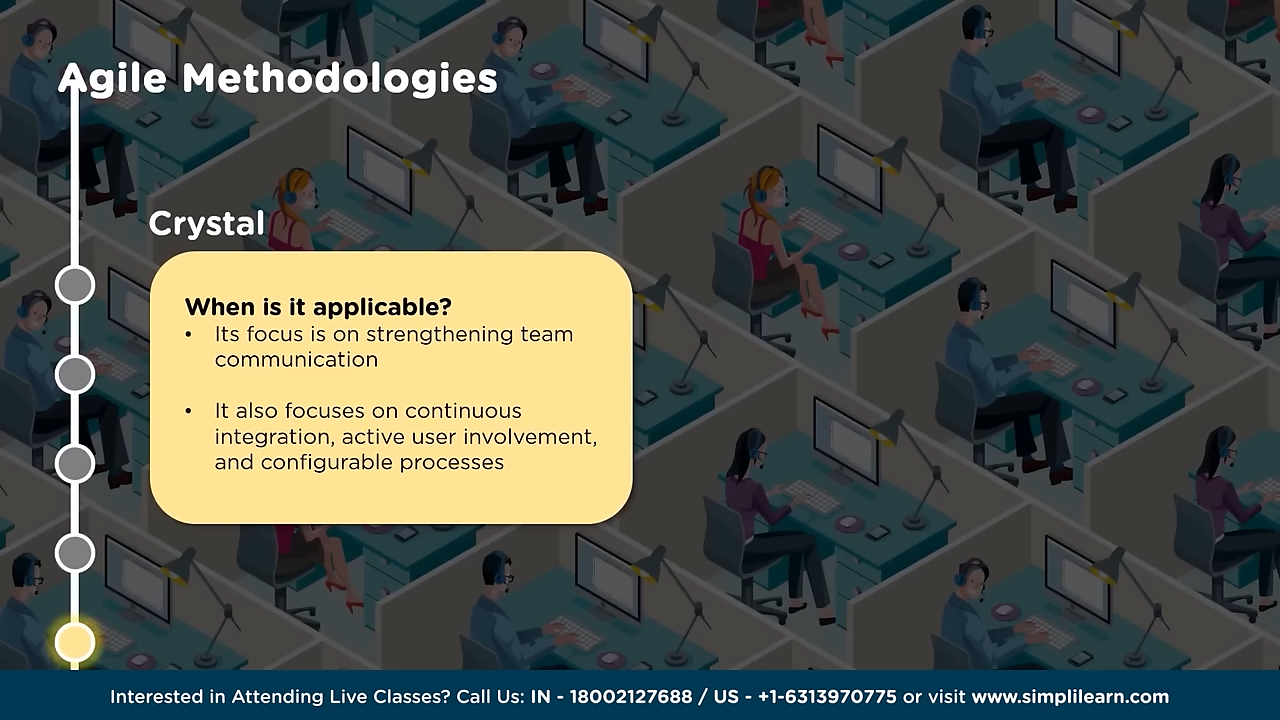 Agile Methodologies
Crystal
When is it applicable?
• Its focus is on strengthening team
communication
• It also focuses on continuous
integration, active user involvement,
and configurable processes
Interested in Attending Live Classes? Call Us: IN - 18002127688 / US - +1-6313970775 or visit www.simplilearn.com